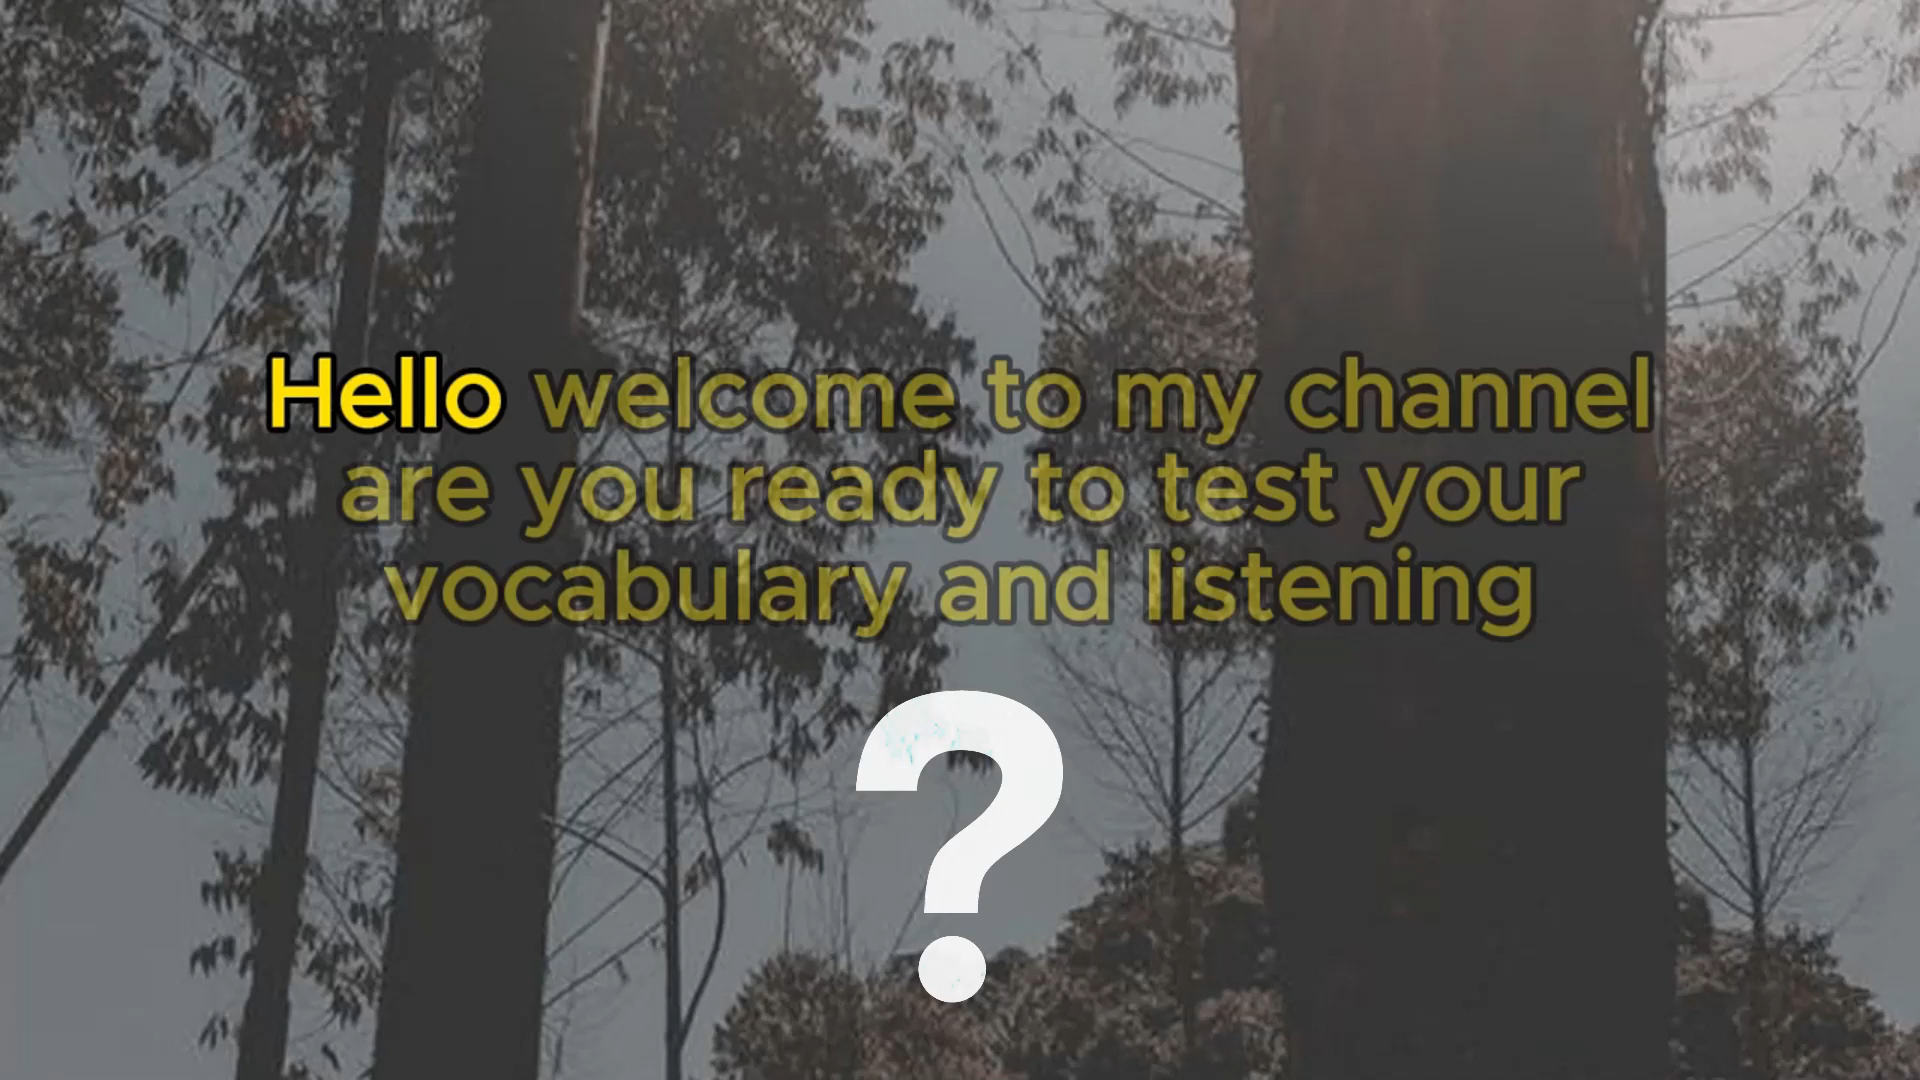 Hello welcome to my channel
are you ready to test your
vocabulary and listening
?